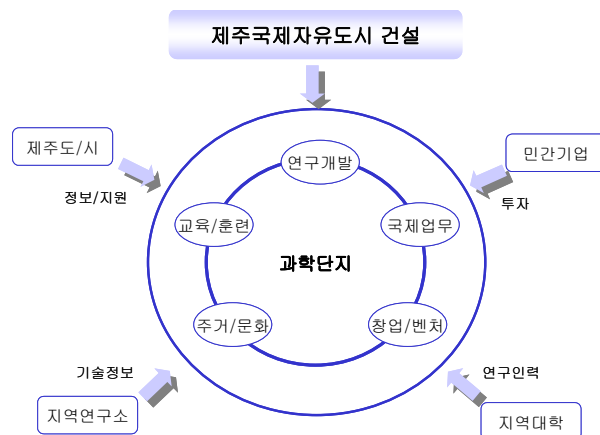 제주국제자유도시 건설
제주도/시
민간기업
연구개발
정보/지원
투자
교육/훈련
국제업무
과학단지
주거/문화
창업/벤처
기술정보
연구인력
지역연구소
지역대학